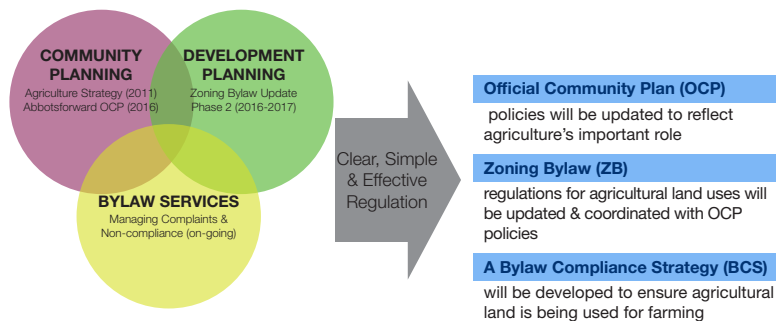 COMMUNITY
PLANNING
Agriculture Strategy (2011)
Abbotsforward OCP (2016)
DEVELOPMENT
PLANNING
Zoning Bylaw Update
Phase 2 (2016-2017)
BYLAW SERVICES
Managing Complaints &
Non-compliance (on-going)
Clear, Simple
& Effective
Regulation
Official Community Plan (OCP)
policies will be updated to reflect
agriculture’s important role
Zoning Bylaw (ZB)
regulations for agricultural land uses will
be updated & coordinated with OCP
policies
A Bylaw Compliance Strategy (BCS)
will be developed to ensure agricultural
land is being used for farming